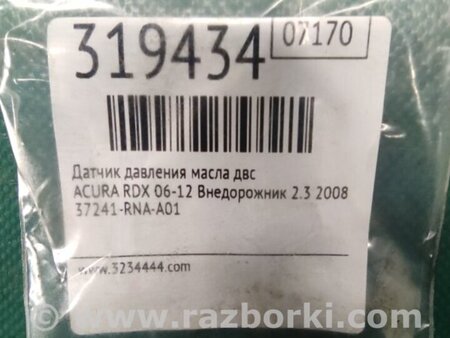 319434
07170
Датчик давления масла двс
ACURA RDX 06-12 Внедорожник 2.3 2008
37241-RNA-A01
www.3234444.com
© www.razborki.com